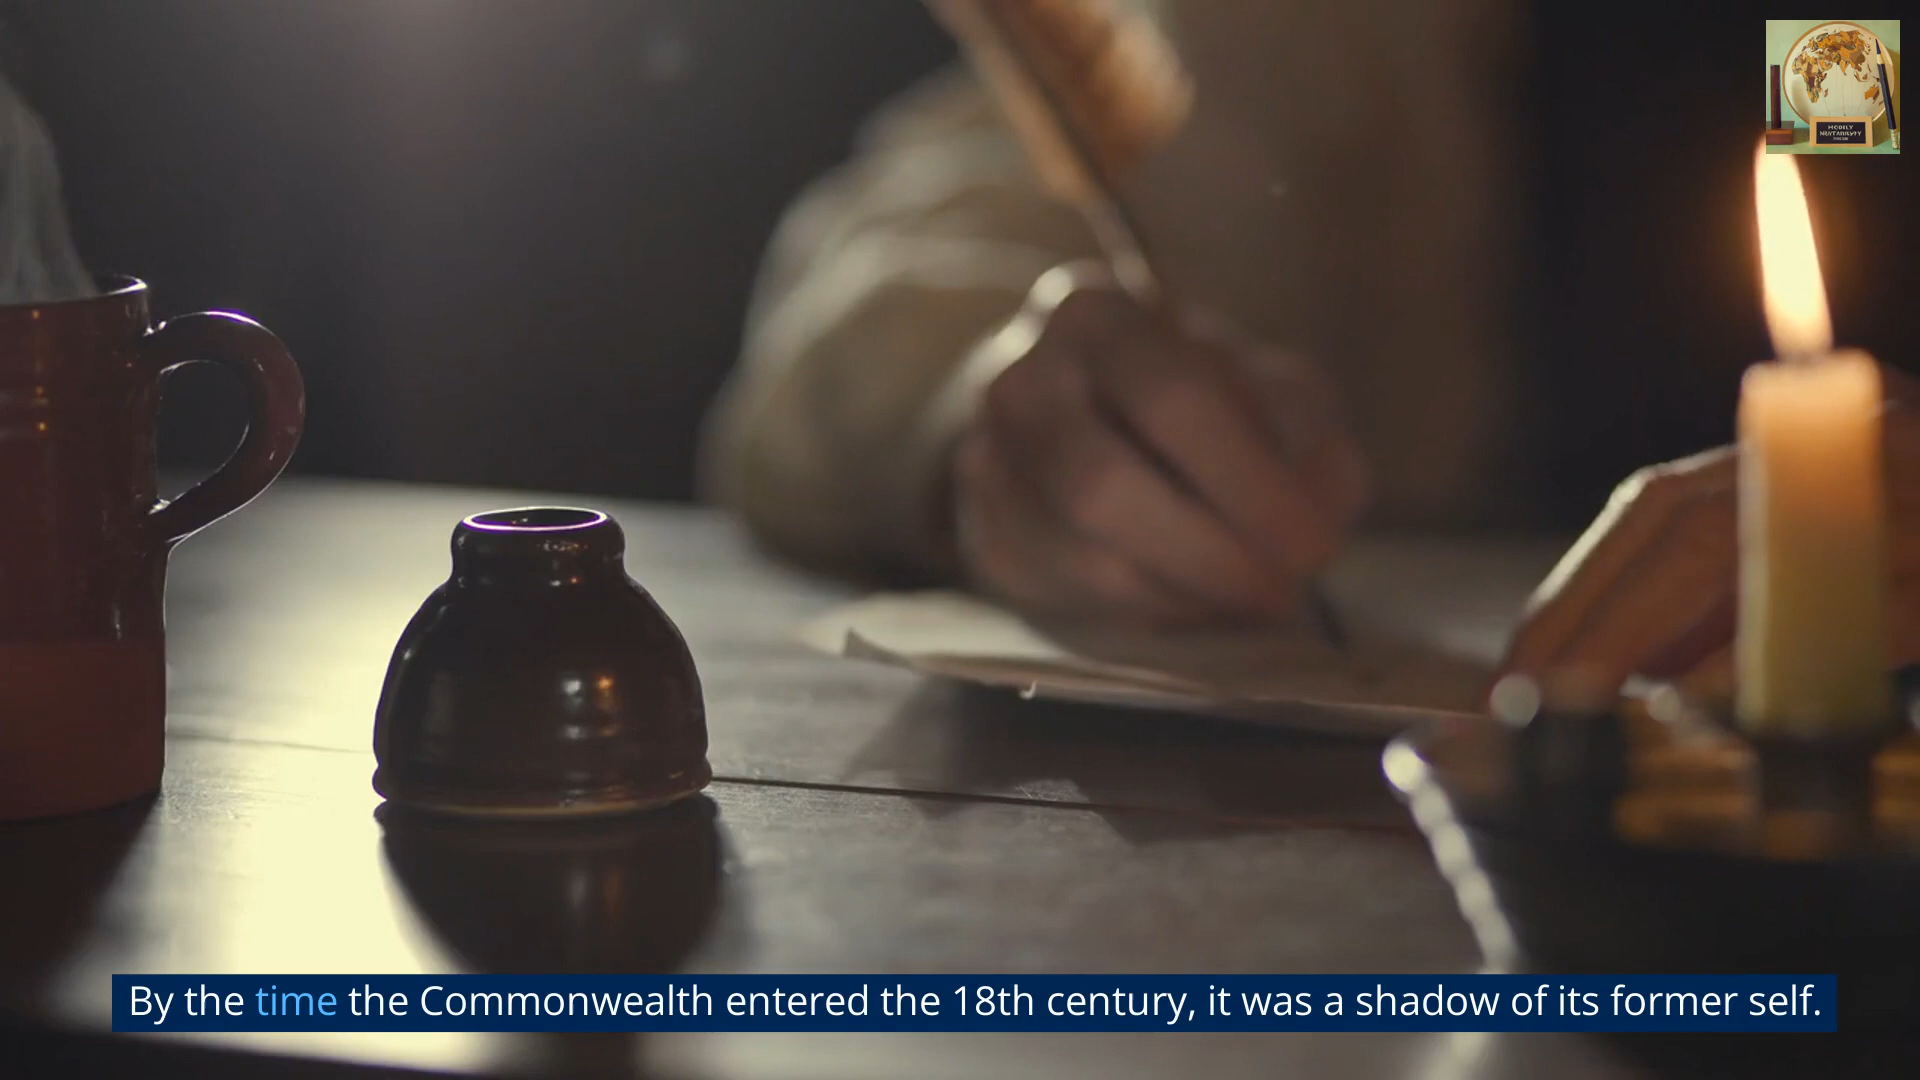 By the time the Commonwealth entered the 18th century, it was a shadow of its former self.